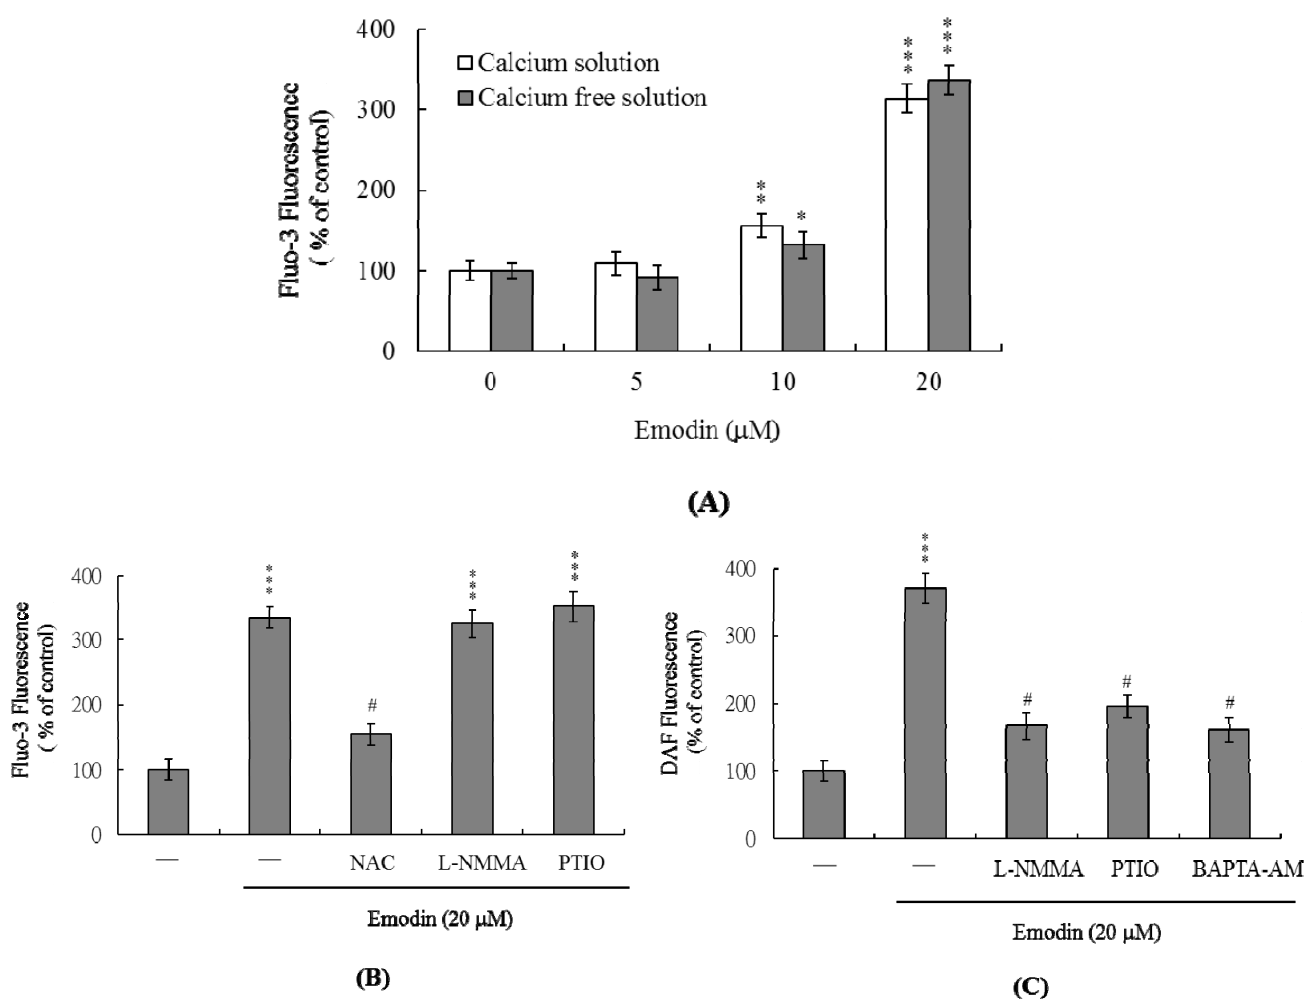 400
300
200
100
0
Fluo-3 Fluorescence
( % of control)
Calcium solution
Calcium free solution
**
*
***
***
0 5 10 20
Emodin (μM)
(A)
400
300
200
100
0
Fluo-3 Fluorescence
( % of control)
***
#
***
***
— — NAC L-NMMA PTIO
Emodin (20 μM)
(B)
400
300
200
100
0
DAF Fluorescence
(% of control)
***
#
#
#
— — L-NMMA PTIO BAPTA-AM
Emodin (20 μM)
(C)